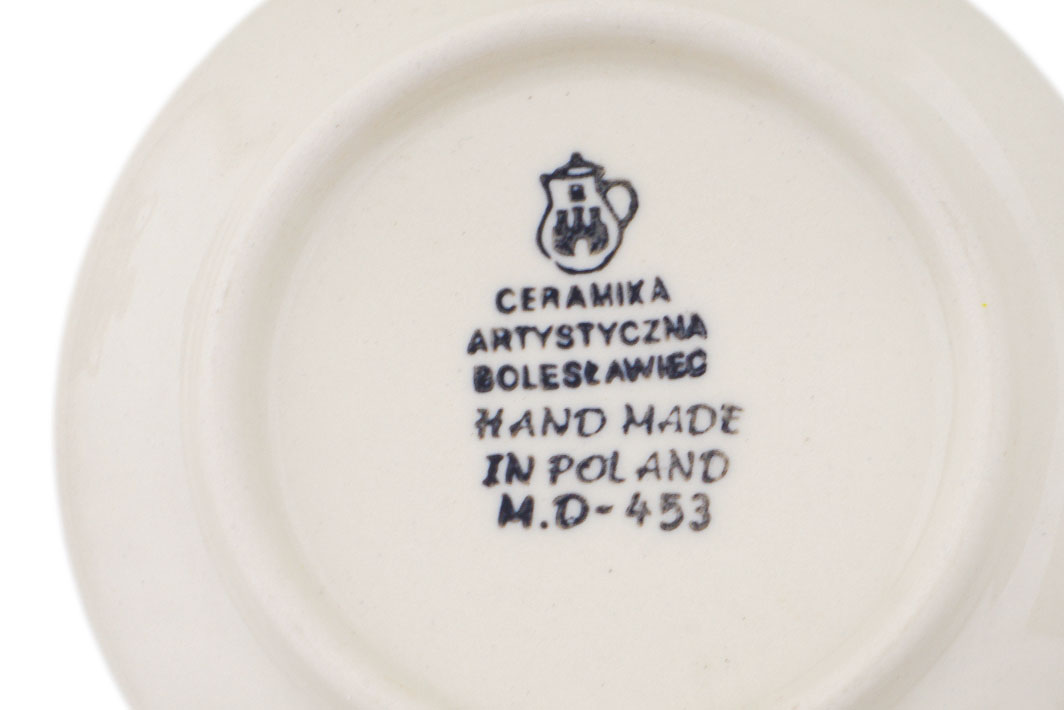 CERAMIKA
ARTYSTYCZNA
BOLESŁAWIEC
HAND MADE
IN POLAND
M.D-453